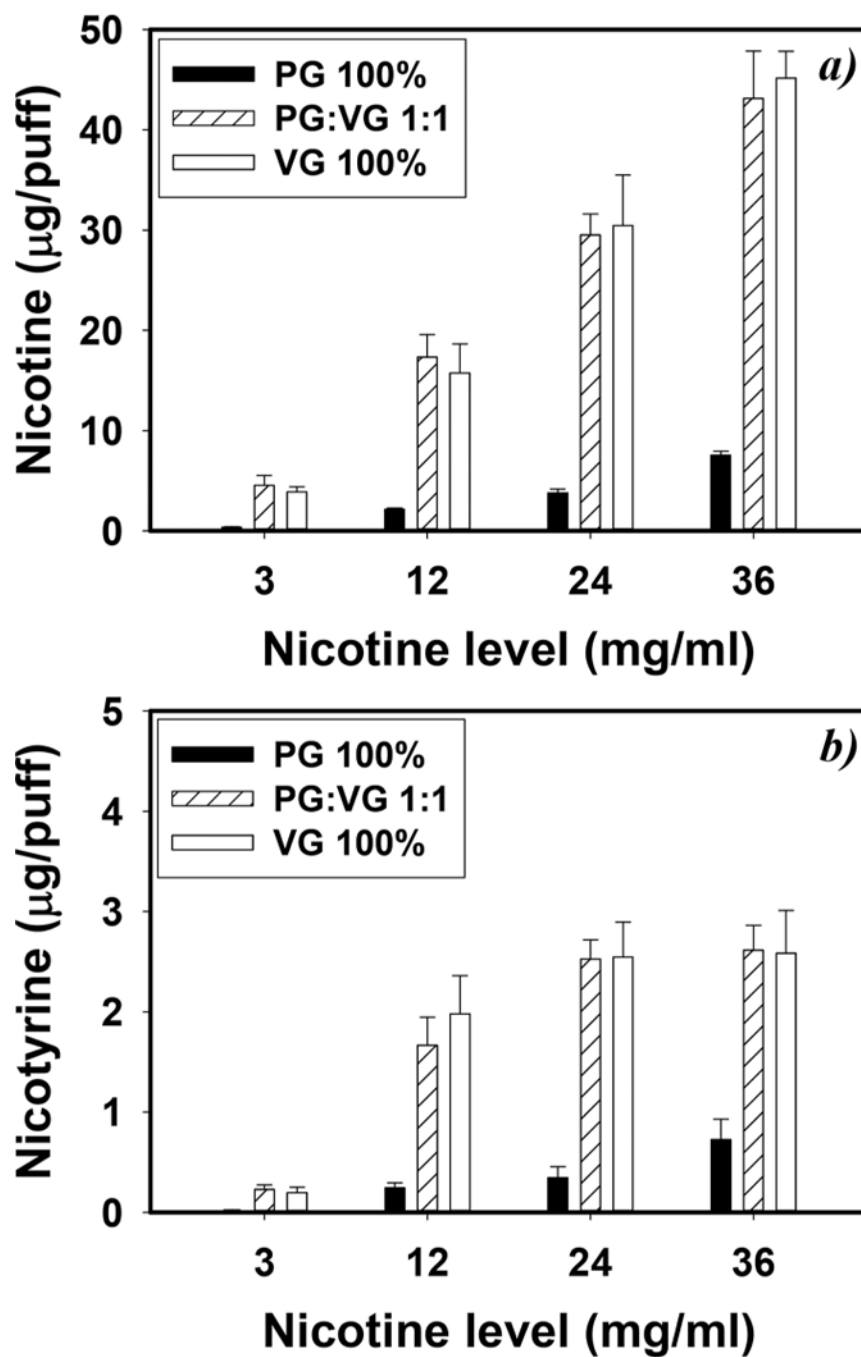 a)
PG 100%
PG:VG 1:1
VG 100%
50
40
30
20
10
0
Nicotine (μg/puff)
3 12 24 36
Nicotine level (mg/ml)
b)
PG 100%
PG:VG 1:1
VG 100%
5
4
3
2
1
0
Nicotyrine (μg/puff)
3 12 24 36
Nicotine level (mg/ml)